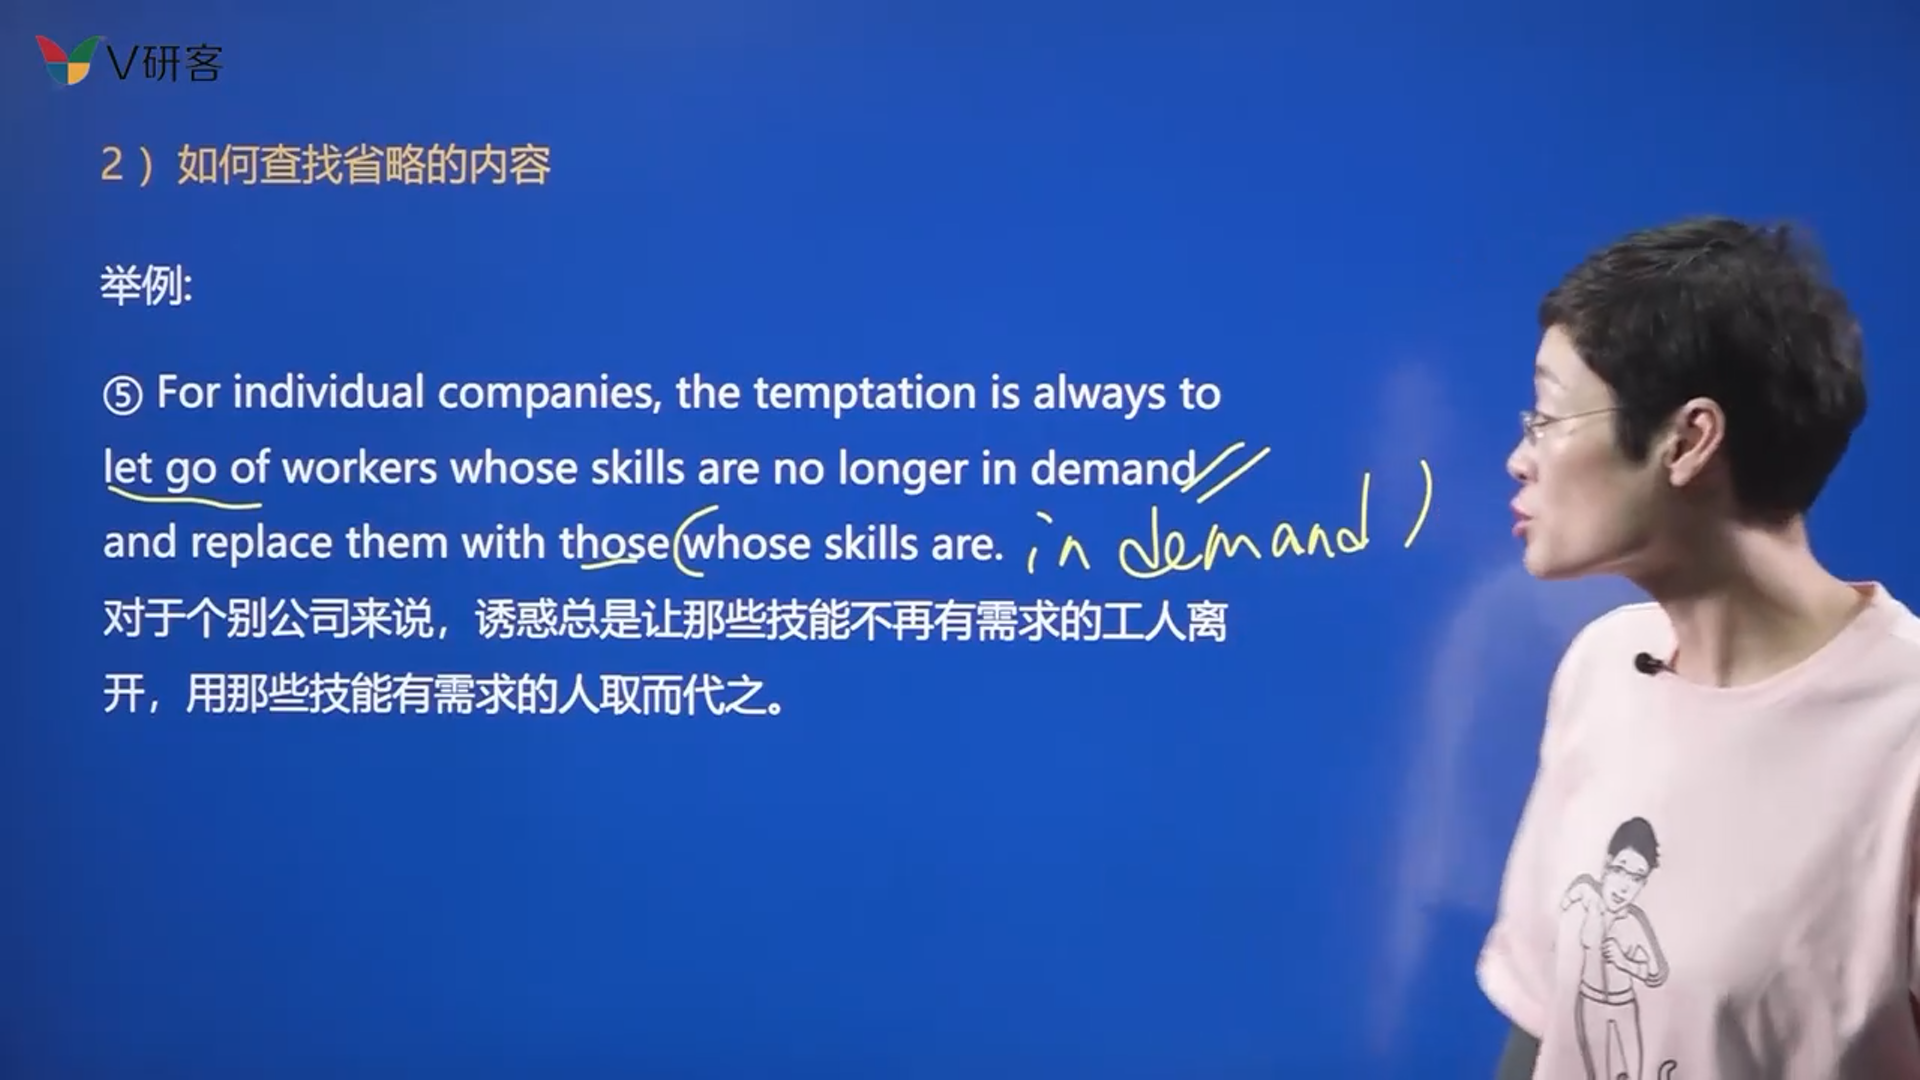 V研客
2）如何查找省略的内容
举例:
⑤ For individual companies, the temptation is always to
let go of workers whose skills are no longer in demand
and replace them with those whose skills are. in demand
对于个别公司来说，诱惑总是让那些技能不再有需求的工人离
开，用那些技能有需求的人取而代之。